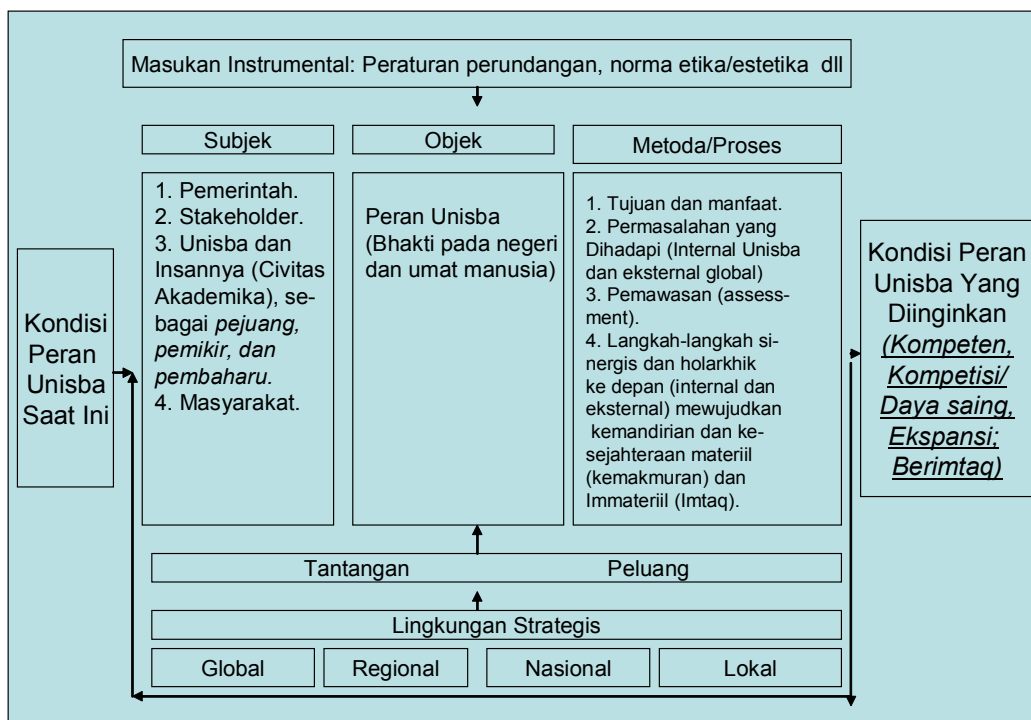 Masukan Instrumental: Peraturan perundangan, norma etika/estetika dll
Subjek
Objek
Metoda/Proses
Kondisi
Peran
Unisba
Saat Ini
1. Pemerintah.
2. Stakeholder.
3. Unisba dan
Insannya (Civitas
Akademika), se-
bagai pejuang,
pemikir, dan
pembaharu.
4. Masyarakat.
Peran Unisba
(Bhakti pada negeri
dan umat manusia)
1. Tujuan dan manfaat.
2. Permasalahan yang
Dihadapi (Internal Unisba
dan eksternal global)
3. Pemawasan (assess-
ment).
4. Langkah-langkah si-
nergis dan holarkhik
ke depan (internal dan
eksternal) mewujudkan
kemandirian dan ke-
sejahteraan materiil
(kemakmuran) dan
Immateriil (Imtaq).
Kondisi Peran
Unisba Yang
Diinginkan
(Kompeten,
Kompetisi/
Daya saing,
Ekspansi;
Berimtaq)
Tantangan Peluang
Lingkungan Strategis
Global
Regional
Nasional
Lokal